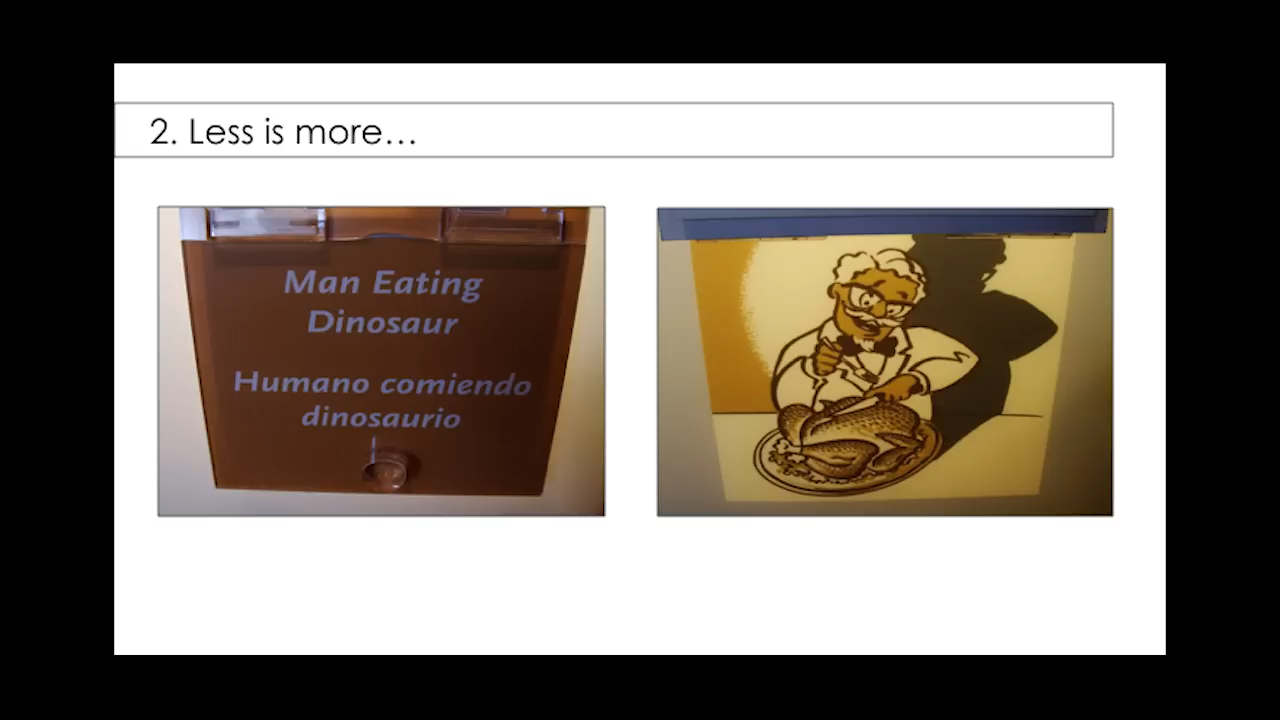 2. Less is more…
Man Eating
Dinosaur
Humano comiendo
dinosaurio